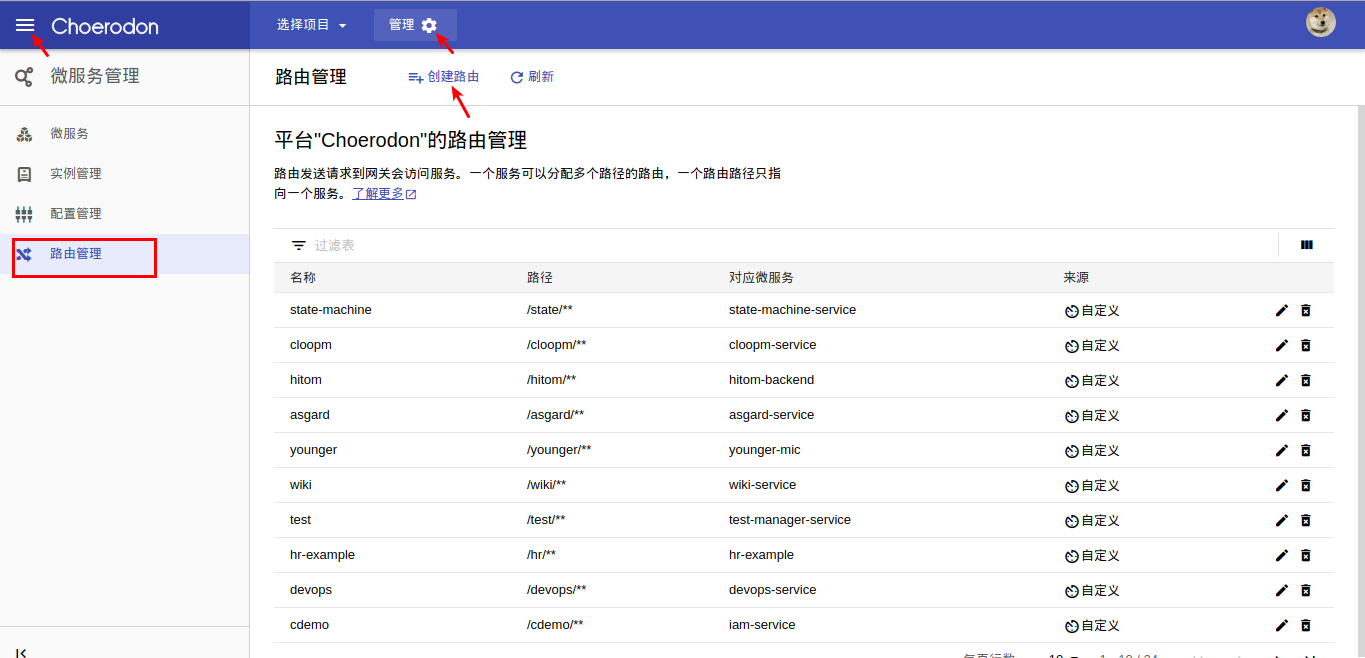 Choerodon
选择项目
管理
微服务管理
路由管理
创建路由
刷新
微服务
实例管理
配置管理
路由管理
平台"Choerodon"的路由管理
路由发送请求到网关会访问服务。一个服务可以分配多个路径的路由，一个路由路径只指
向一个服务。了解更多
过滤表
名称 路径 对应微服务 来源
state-machine /state/** state-machine-service 自定义
cloopm /cloopm/** cloopm-service 自定义
hitom /hitom/** hitom-backend 自定义
asgard /asgard/** asgard-service 自定义
younger /younger/** younger-mic 自定义
wiki /wiki/** wiki-service 自定义
test /test/** test-manager-service 自定义
hr-example /hr/** hr-example 自定义
devops /devops/** devops-service 自定义
cdemo /cdemo/** iam-service 自定义